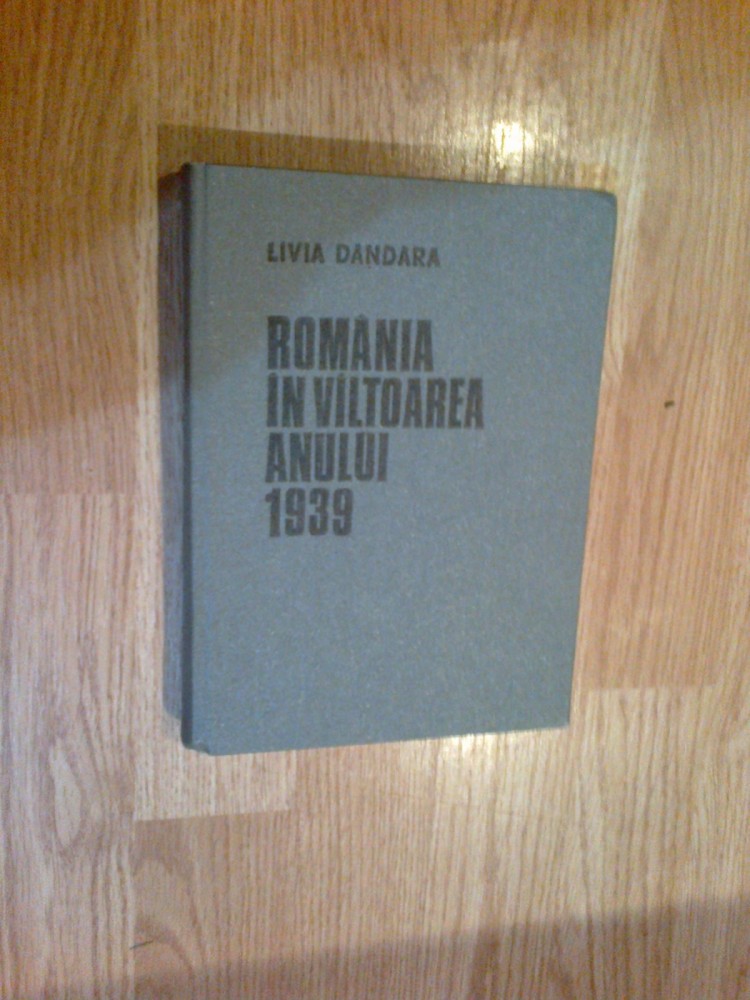 LIVIA DANDARA
ROMÂNIA
ÎN VÎLTOAREA
ANULUI
1939